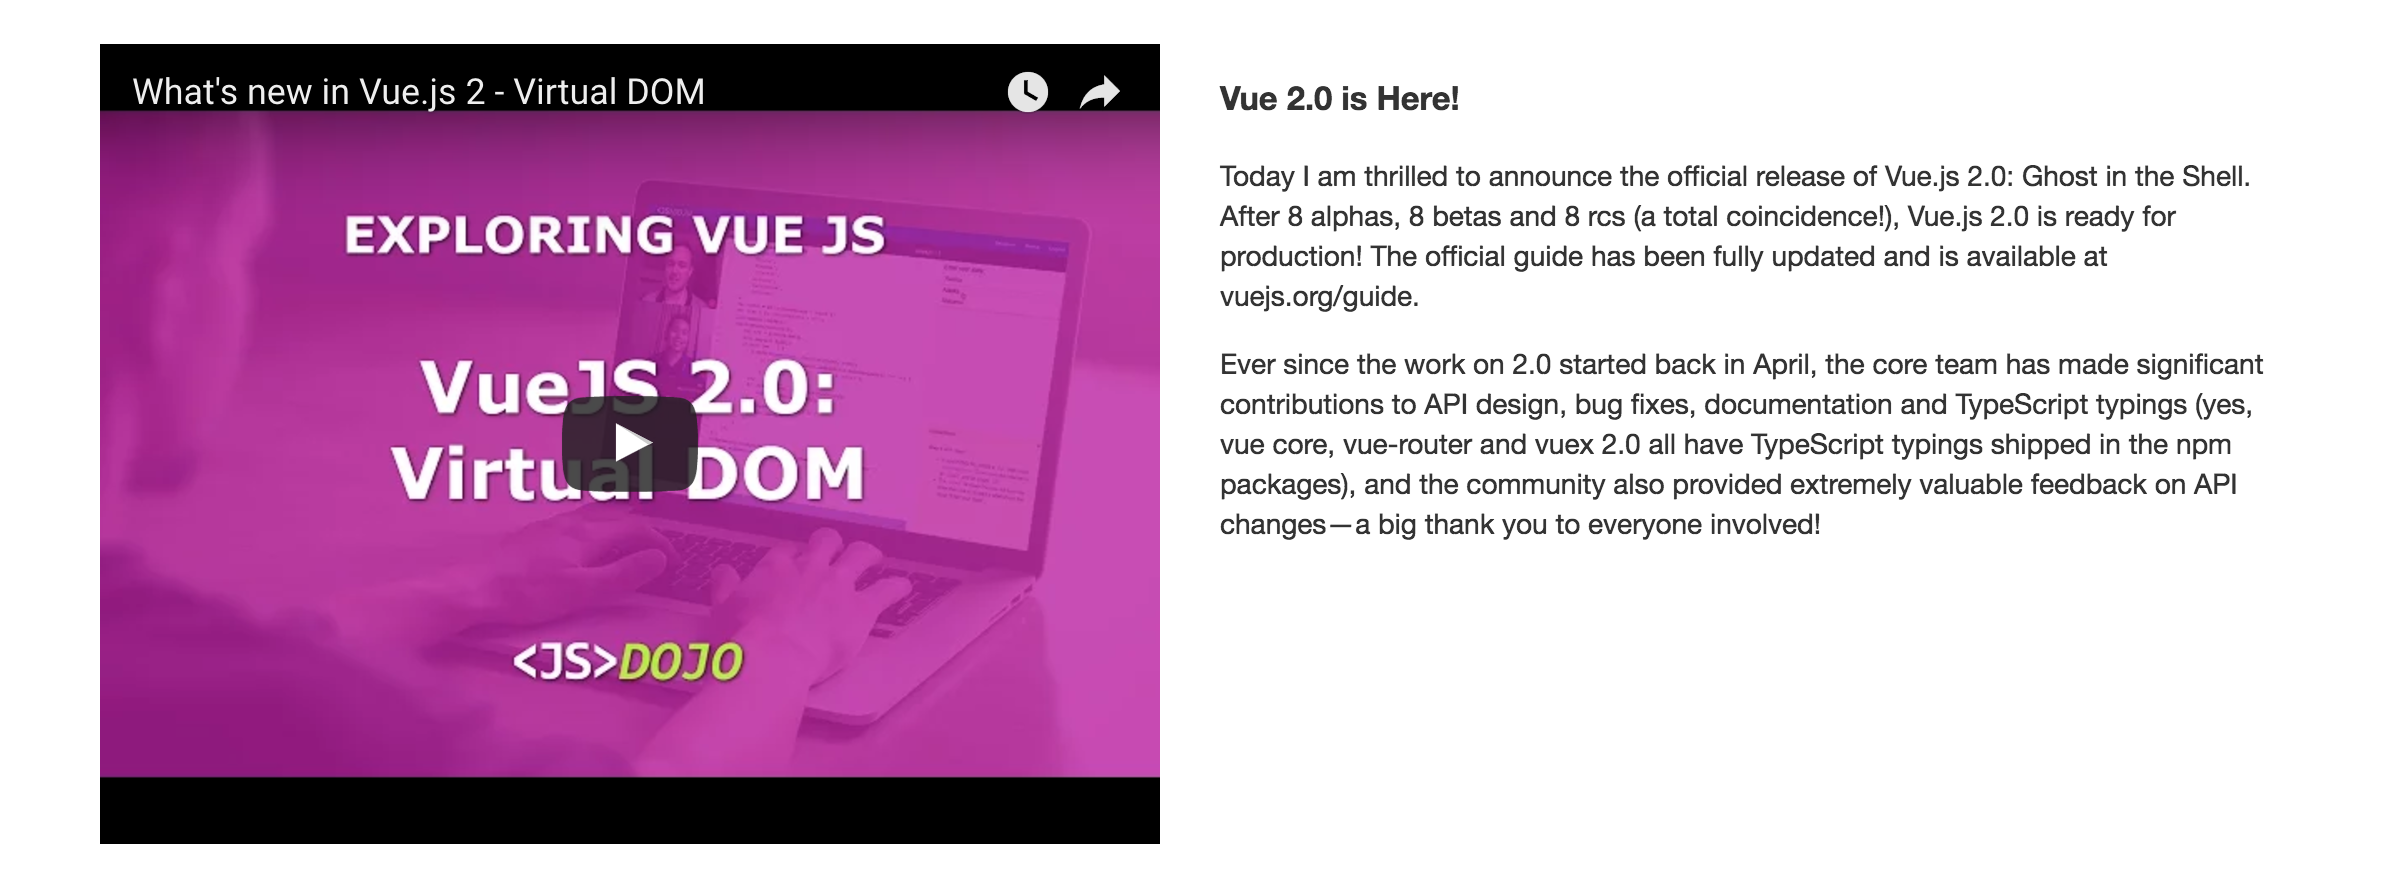 What's new in Vue.js 2 - Virtual DOM
EXPLORING VUE JS
VueJS 2.0:
Virtual DOM
<JS>DOJO
Vue 2.0 is Here!
Today I am thrilled to announce the official release of Vue.js 2.0: Ghost in the Shell.
After 8 alphas, 8 betas and 8 rcs (a total coincidence!), Vue.js 2.0 is ready for
production! The official guide has been fully updated and is available at
vuejs.org/guide.
Ever since the work on 2.0 started back in April, the core team has made significant
contributions to API design, bug fixes, documentation and TypeScript typings (yes,
vue core, vue-router and vuex 2.0 all have TypeScript typings shipped in the npm
packages), and the community also provided extremely valuable feedback on API
changes—a big thank you to everyone involved!